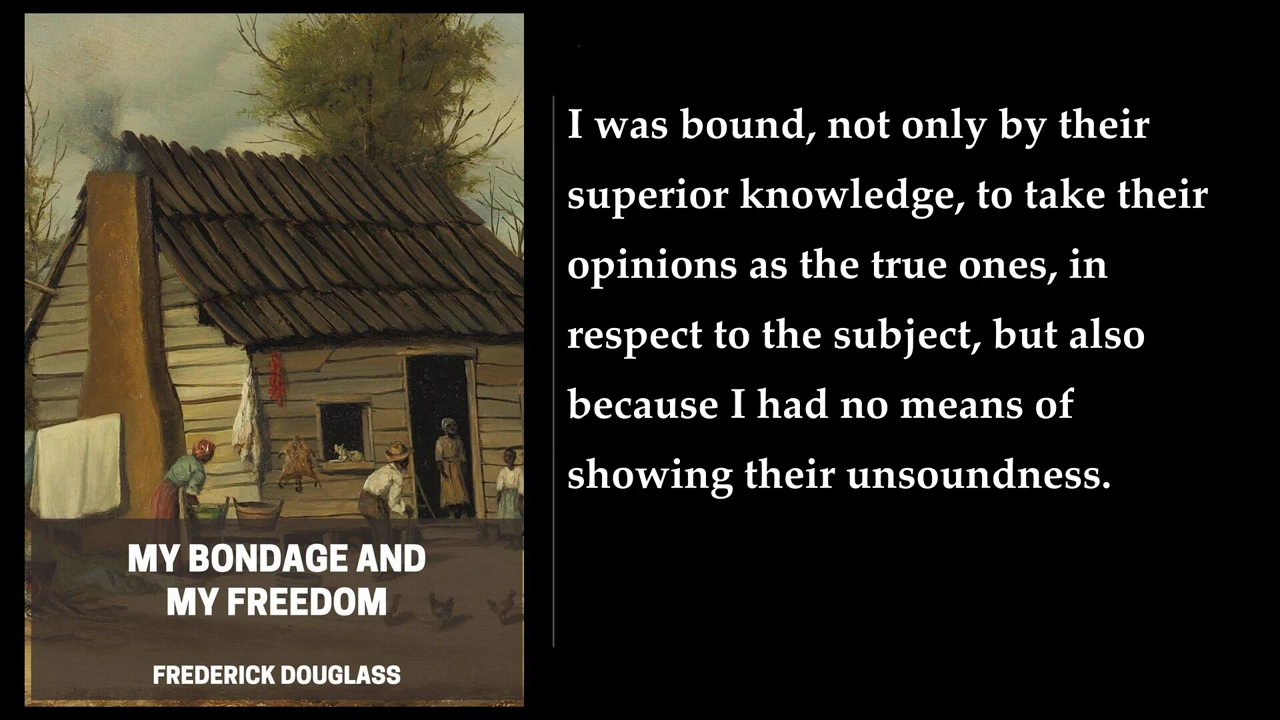 MY BONDAGE AND
MY FREEDOM
FREDERICK DOUGLASS
I was bound, not only by their
superior knowledge, to take their
opinions as the true ones, in
respect to the subject, but also
because I had no means of
showing their unsoundness.